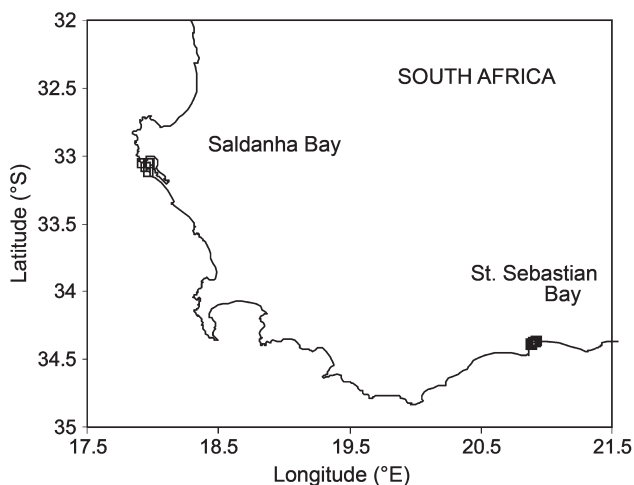 32
32.5
33
33.5
34
34.5
35
Latitude (°S)
SOUTH AFRICA
Saldanha Bay
St. Sebastian
Bay
17.5 18.5 19.5 20.5 21.5
Longitude (°E)